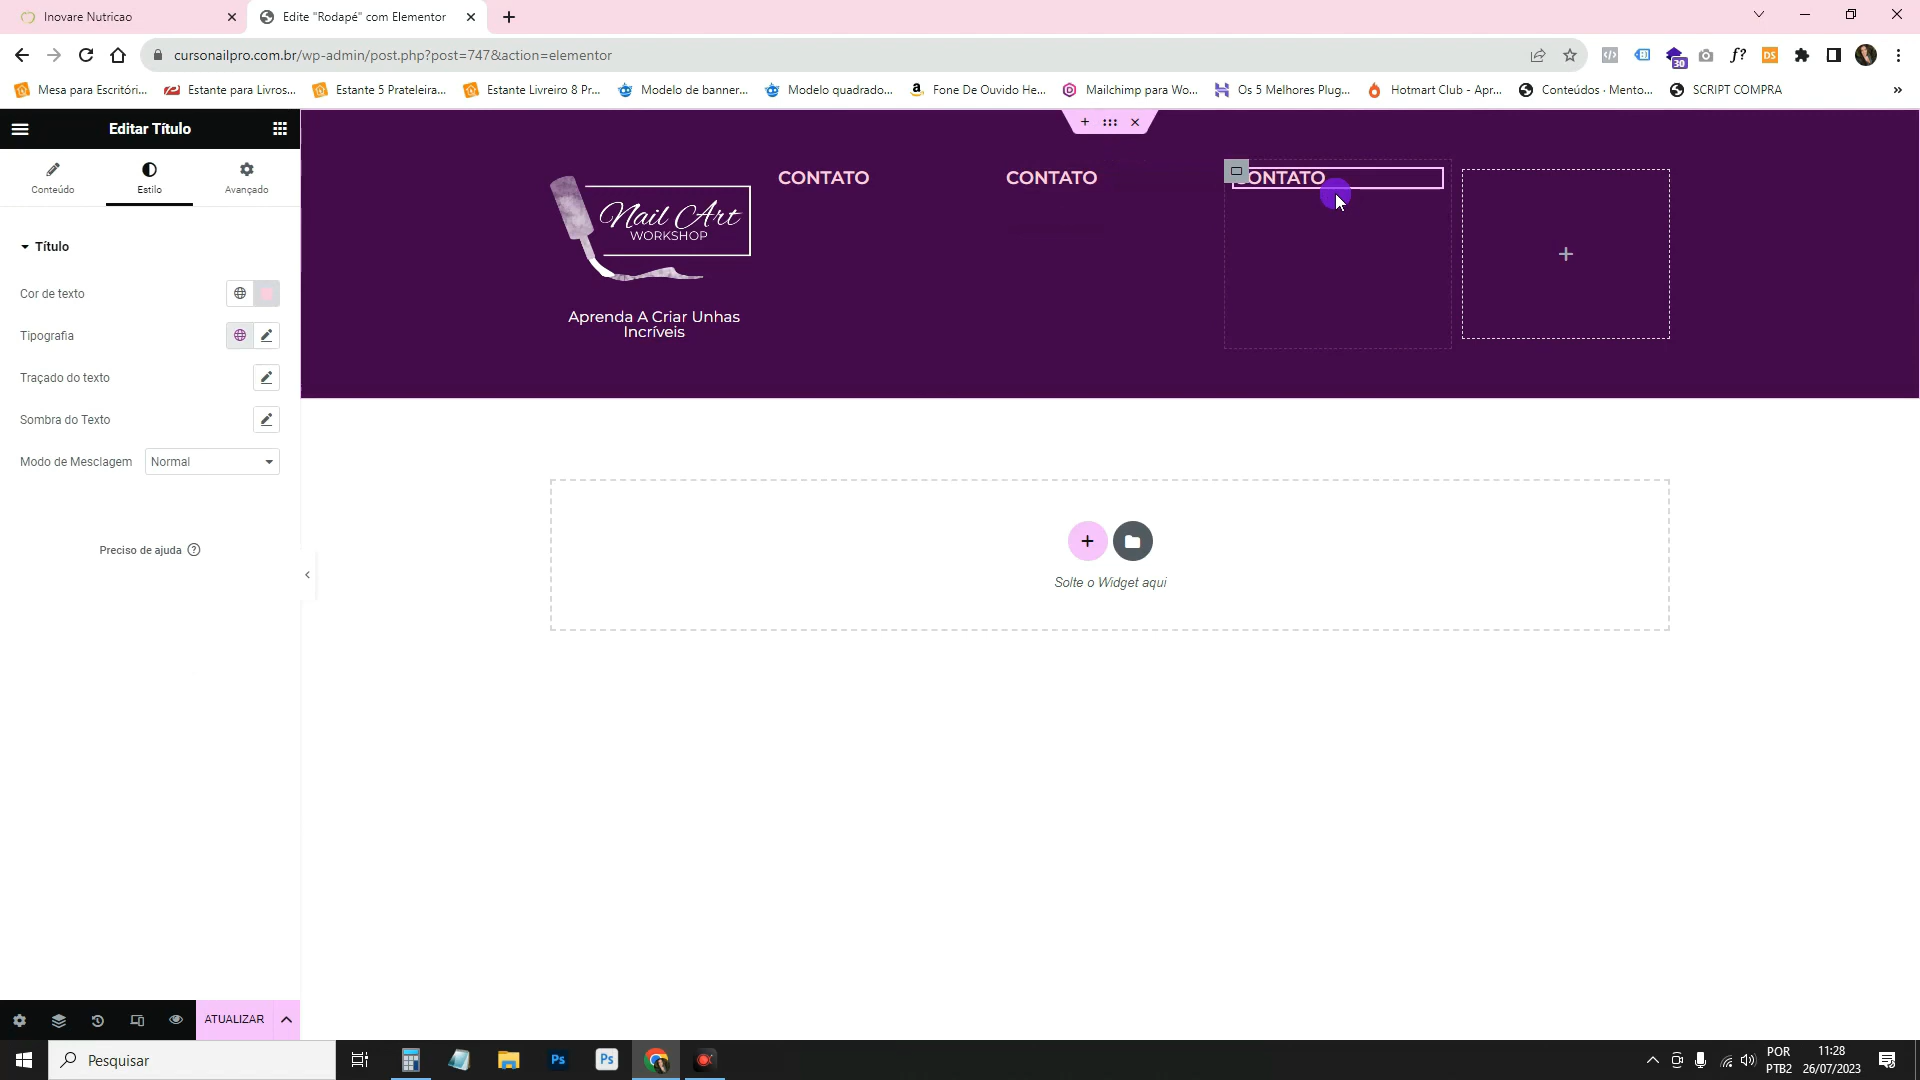 Inovare Nutricao
Edite "Rodapé" com Elementor
cursonailpro.com.br/wp-admin/post.php?post=747&action=elementor
30
f?
DS
Mesa para Escritóri...
Estante para Livros...
Estante 5 Prateleira...
Estante Livreiro 8 Pr...
Modelo de banner...
Modelo quadrado...
Fone De Ouvido He...
Mailchimp para Wo...
Os 5 Melhores Plug...
Hotmart Club - Apr...
Conteúdos · Mento...
SCRIPT COMPRA
»
Editar Título
Conteúdo
Estilo
Avançado
Título
Cor de texto
Tipografia
Traçado do texto
Sombra do Texto
Modo de Mesclagem
Normal
Preciso de ajuda
Nail Art
WORKSHOP
Aprenda A Criar Unhas
Incríveis
CONTATO
CONTATO
CONTATO
Solte o Widget aqui
ATUALIZAR
Pesquisar
Ps
Ps
POR
PTB2
11:28
26/07/2023